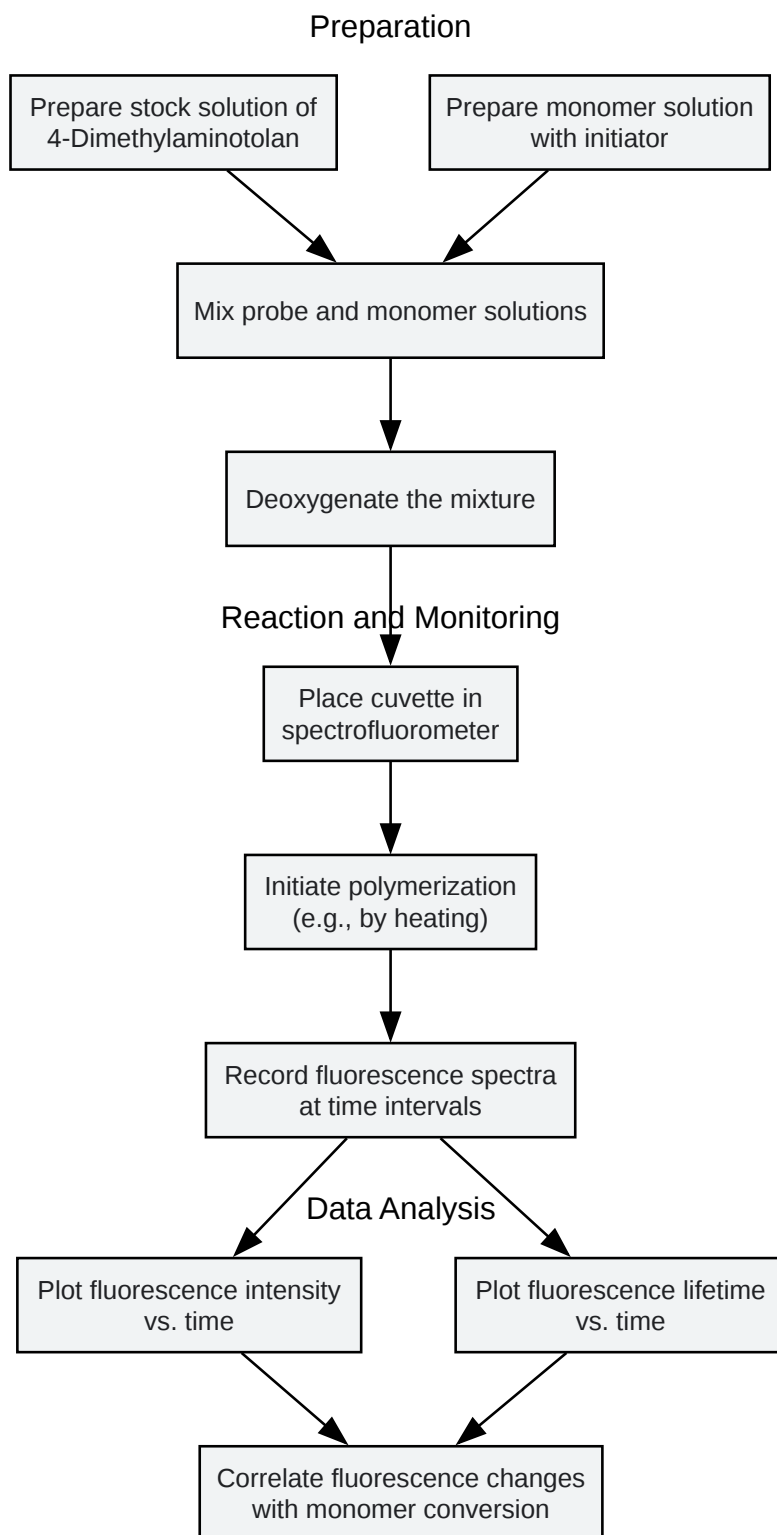 Preparation
Prepare stock solution of
4-Dimethylaminotolan
Prepare monomer solution
with initiator
Mix probe and monomer solutions
Deoxygenate the mixture
Reaction and Monitoring
Place cuvette in
spectrofluorometer
Initiate polymerization
(e.g., by heating)
Record fluorescence spectra
at time intervals
Data Analysis
Plot fluorescence intensity
vs. time
Plot fluorescence lifetime
vs. time
Correlate fluorescence changes
with monomer conversion